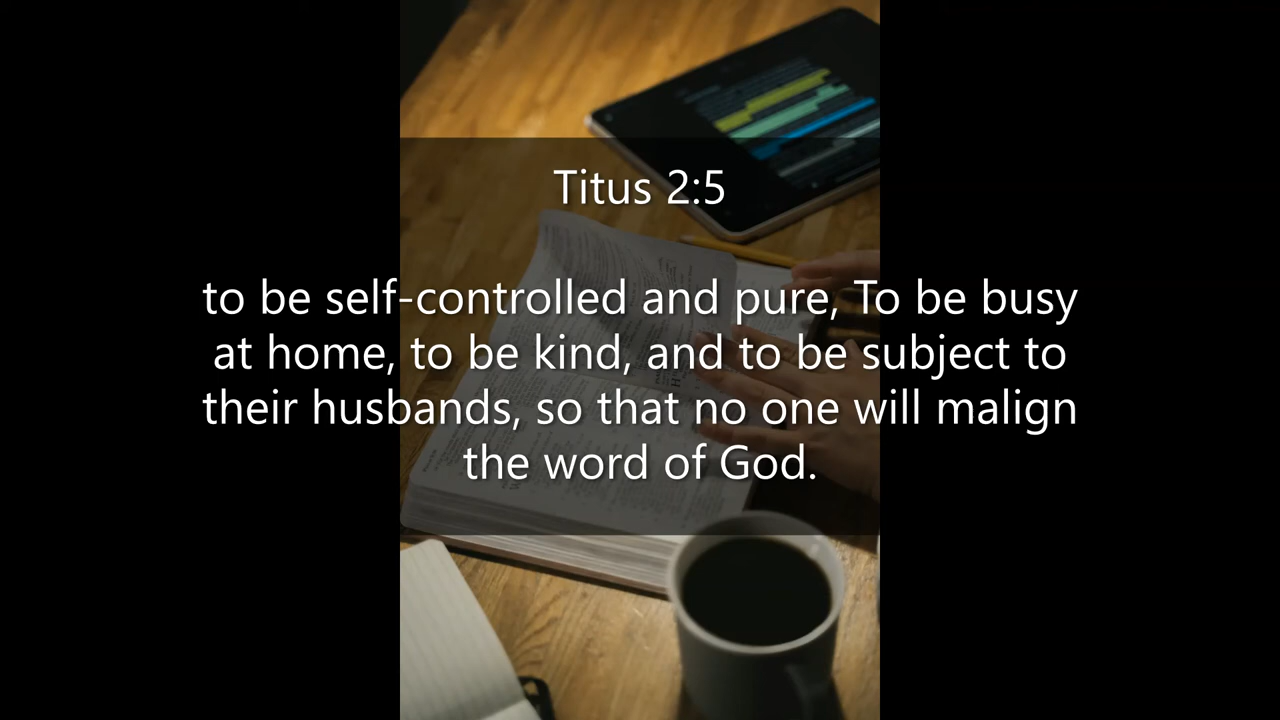 Titus 2:5
to be self-controlled and pure, To be busy
at home, to be kind, and to be subject to
their husbands, so that no one will malign
the word of God.